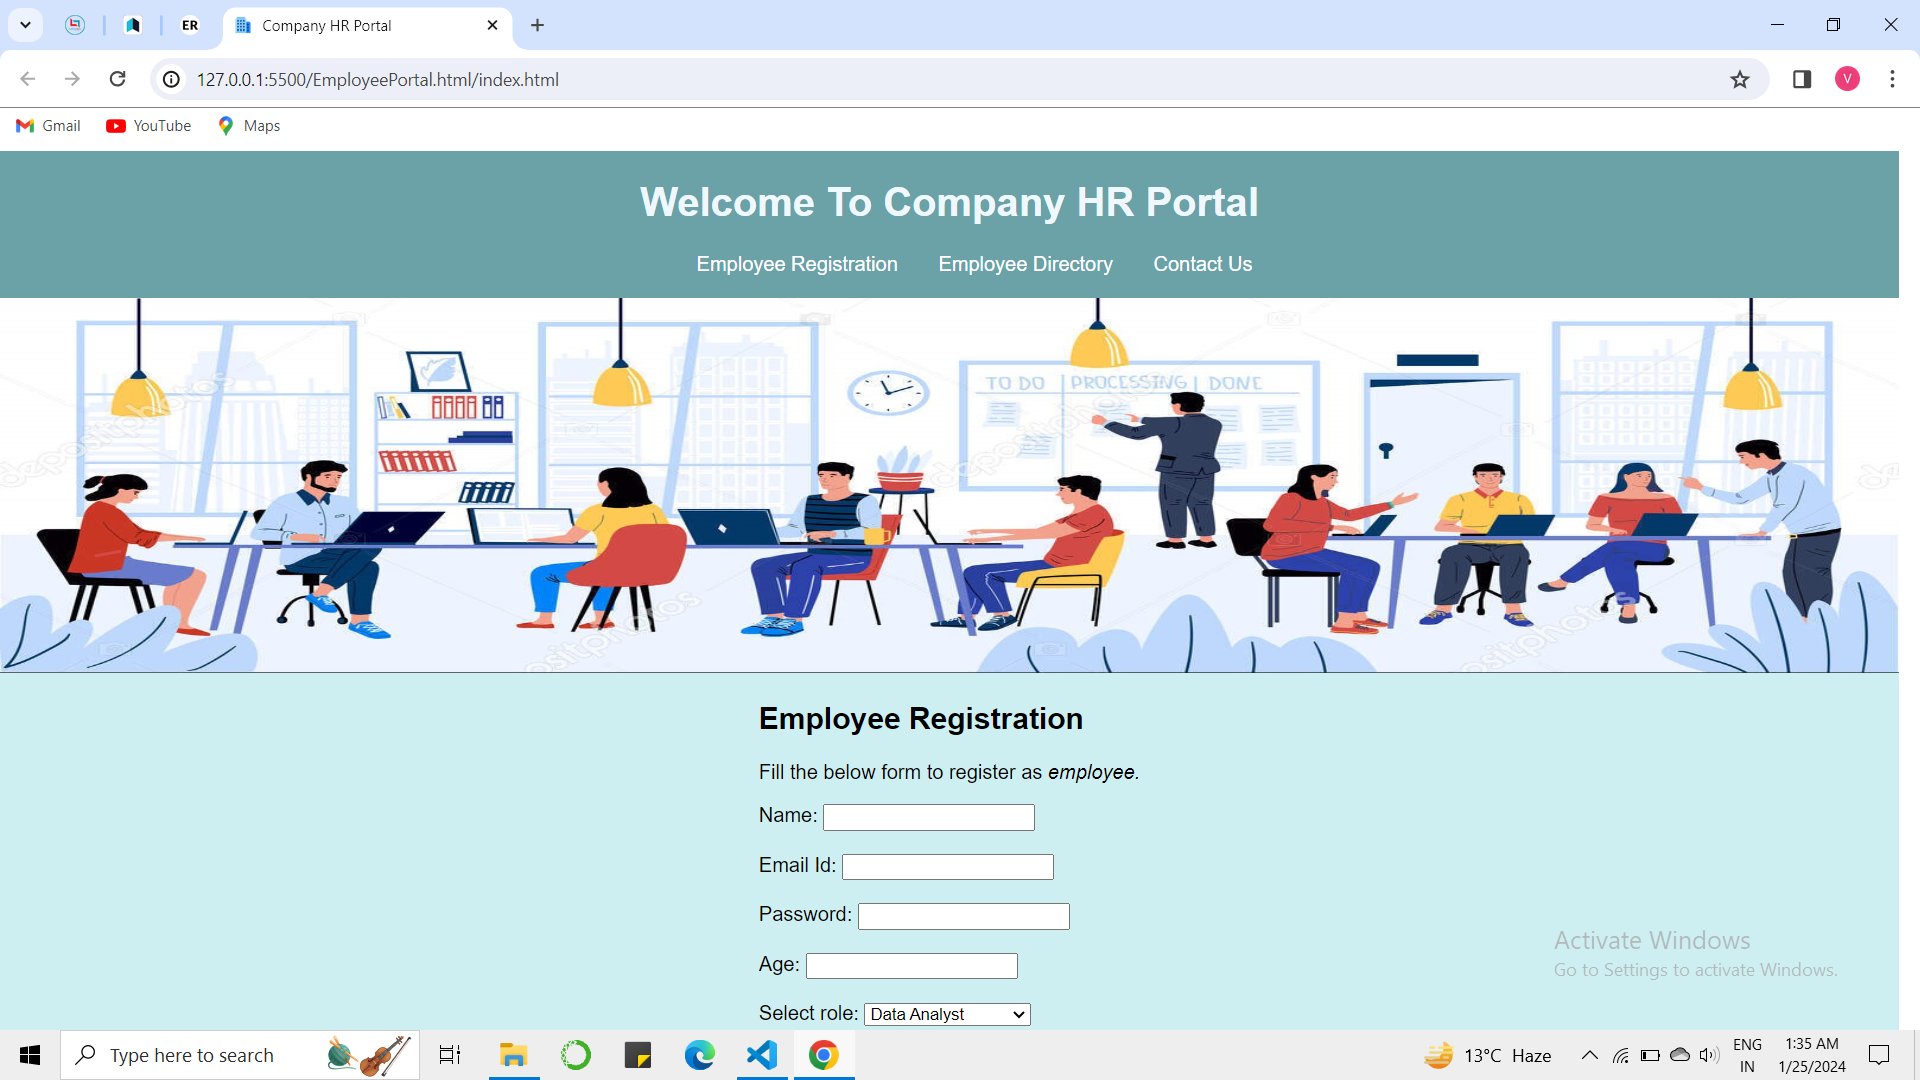 ER
Company HR Portal
127.0.0.1:5500/EmployeePortal.html/index.html
V
Gmail YouTube Maps
Welcome To Company HR Portal
Employee Registration Employee Directory Contact Us
TO DO PROCESSING DONE
depositphotos
depositphotos
Employee Registration
Fill the below form to register as employee.
Name:
Email Id:
Password:
Age:
Select role: Data Analyst
Activate Windows
Go to Settings to activate Windows.
Type here to search
13°C Haze
ENG
IN
1:35 AM
1/25/2024